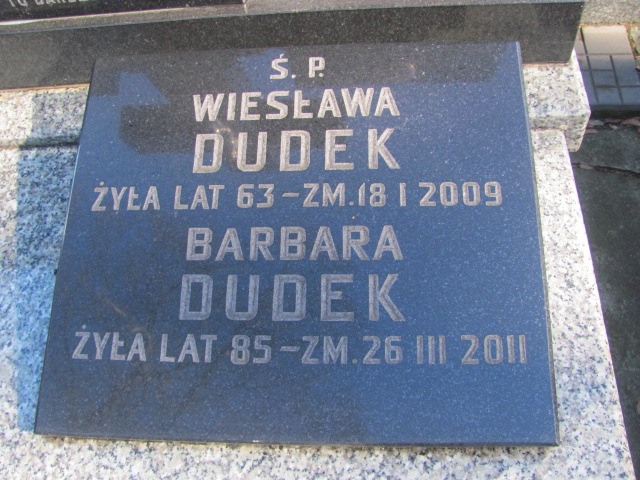 Ś. P.
WIESŁAWA
DUDEK
ŻYŁA LAT 63 – ZM. 18 I 2009
BARBARA
DUDEK
ŻYŁA LAT 85 – ZM. 26 III 2011